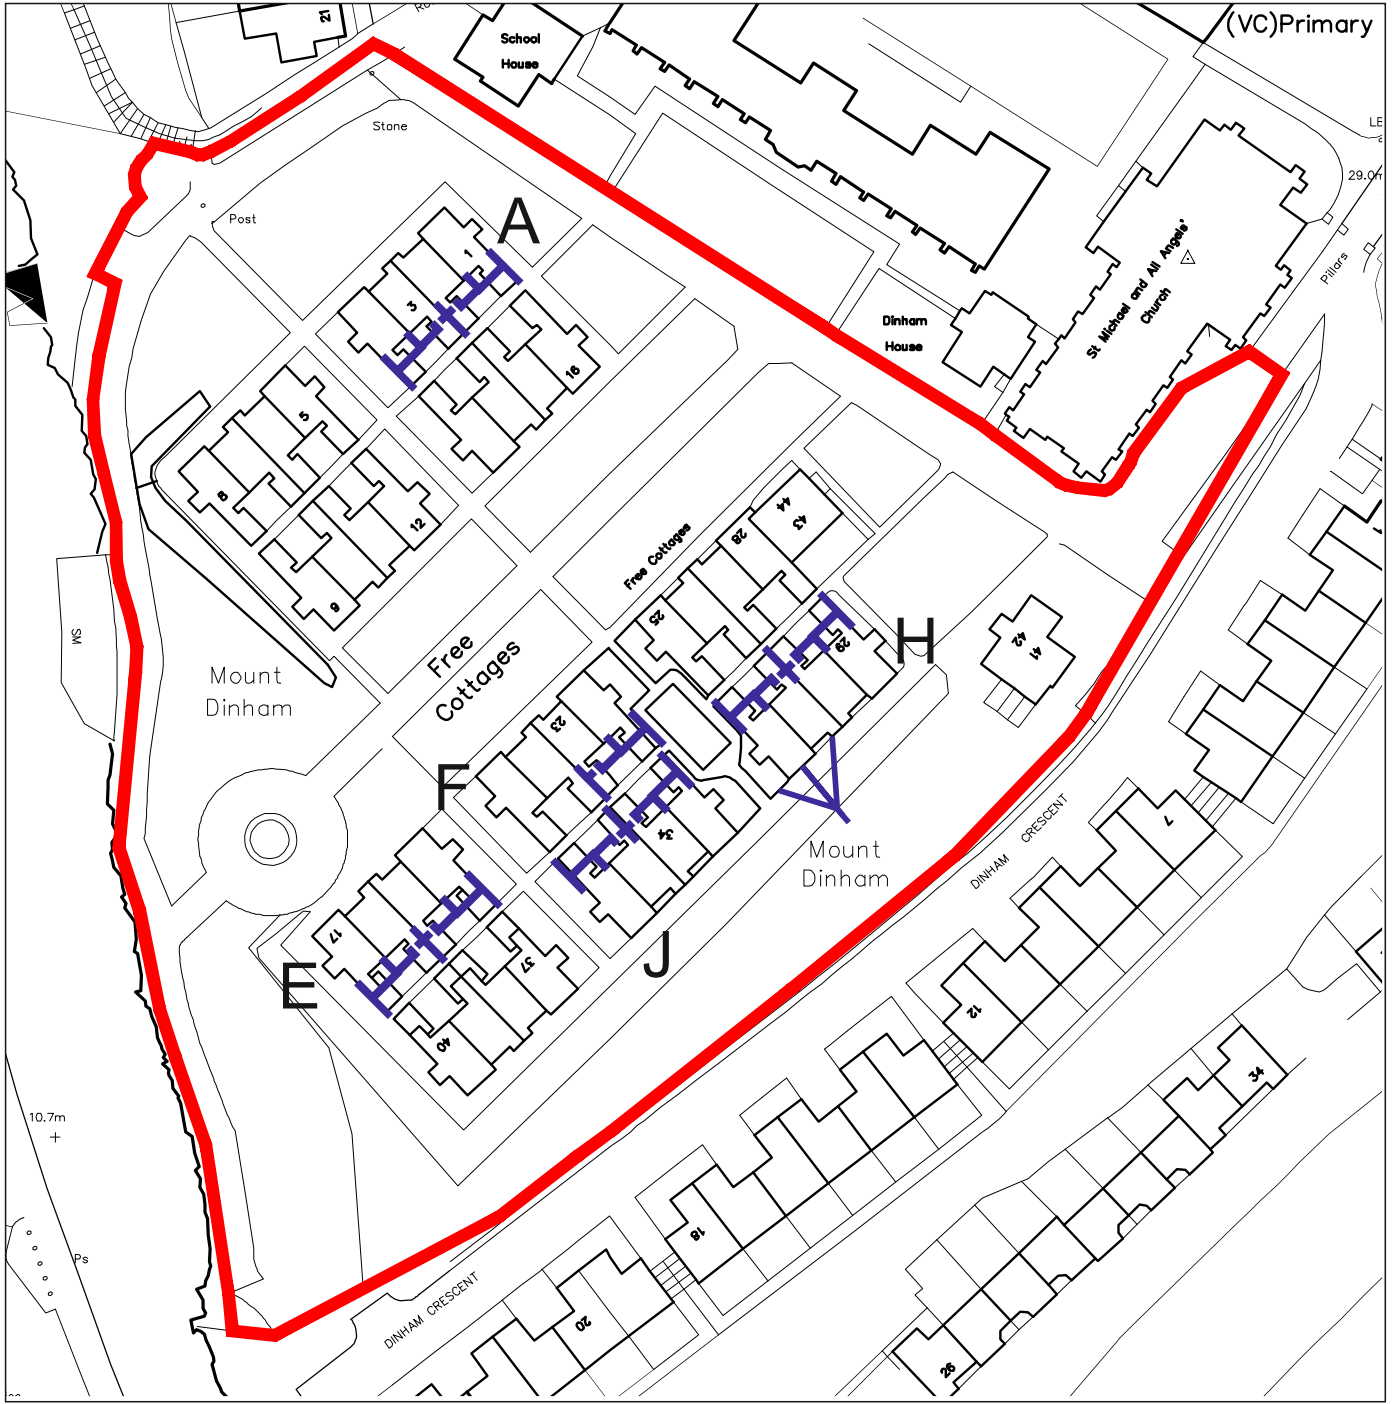 21
School
House
(VC)Primary
Stone
Post
A
1
3
16
Dinham
House
St Michael and All Angels'
Church
Pillars
29.0m
5
8
12
9
SM
Mount
Dinham
Free
Cottages
Free Cottages
44
43
28
25
29
H
42
41
23
F
34
Mount
Dinham
DINHAM CRESCENT
7
17
E
37
J
40
12
10.7m
Ps
18
34
20
DINHAM CRESCENT
26